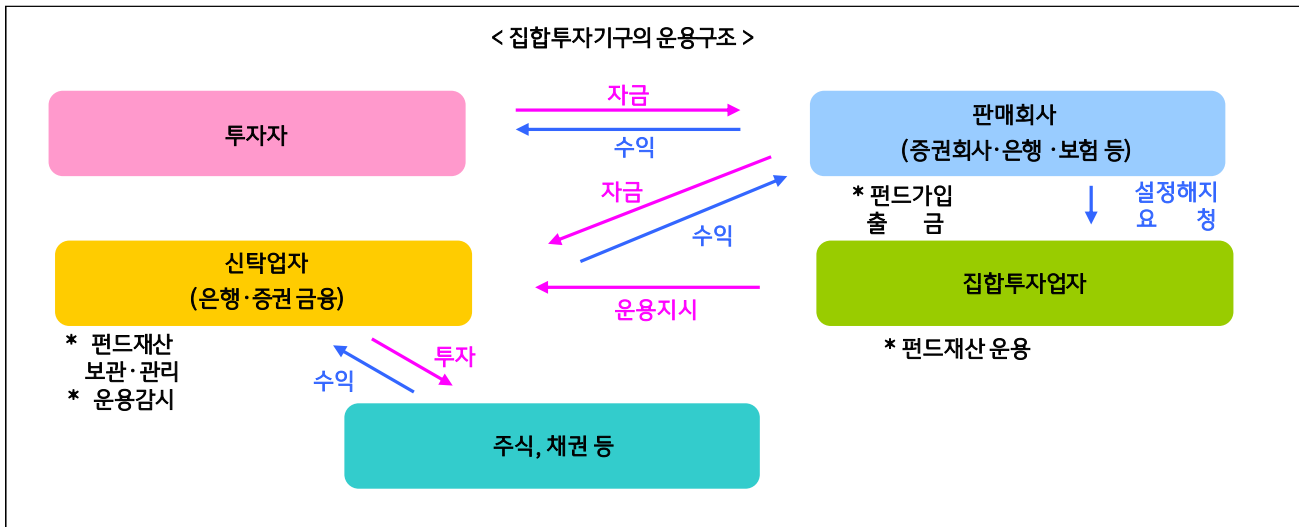 < 집합투자기구의 운용구조 >
투자자
자금
수익
판매회사
(증권회사·은행 ·보험 등)
자금
수익
* 펀드가입
출 금
설정해지
요 청
신탁업자
(은행·증권 금융)
운용지시
집합투자업자
* 펀드재산
보관·관리
* 운용감시
수익
투자
* 펀드재산 운용
주식, 채권 등